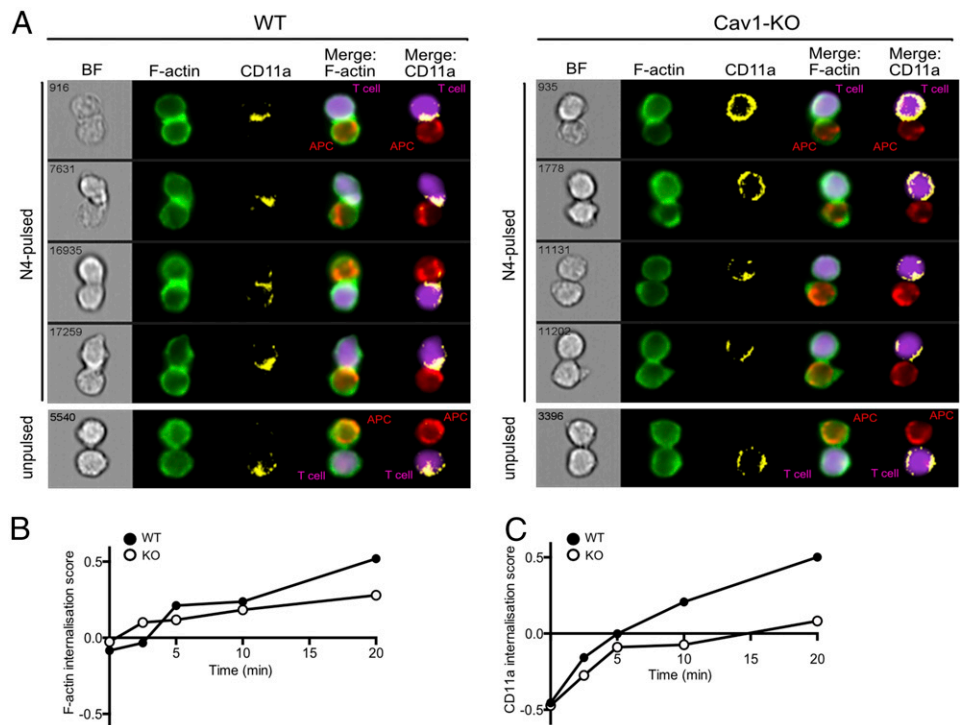 A
WT
BF F-actin CD11a Merge: F-actin Merge: CD11a
N4-pulsed
916
T cell T cell
APC APC
7631
16935
17259
unpulsed
5540
APC APC
T cell T cell
Cav1-KO
BF F-actin CD11a Merge: F-actin Merge: CD11a
N4-pulsed
935
T cell T cell
APC APC
1778
11131
11202
unpulsed
3396
APC APC
T cell T cell
B
WT
KO
F-actin internalisation score
0.5
0.0
-0.5
5 10 15 20
Time (min)
C
WT
KO
CD11a internalisation score
0.5
0.0
-0.5
5 10 15 20
Time (min)